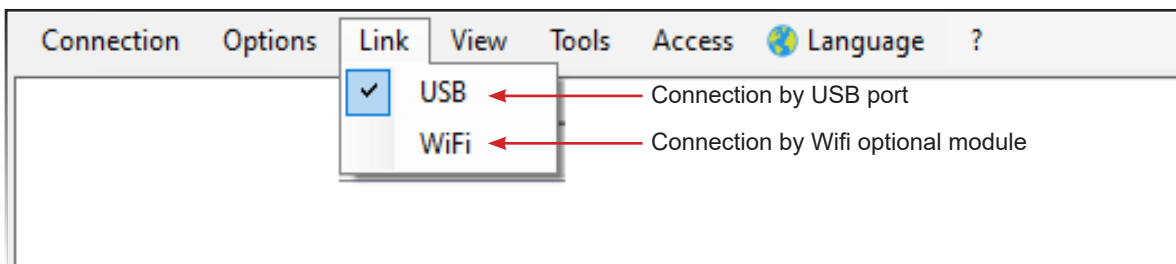 Connection Options Link View Tools Access Language ?
USB Connection by USB port
WiFi Connection by Wifi optional module